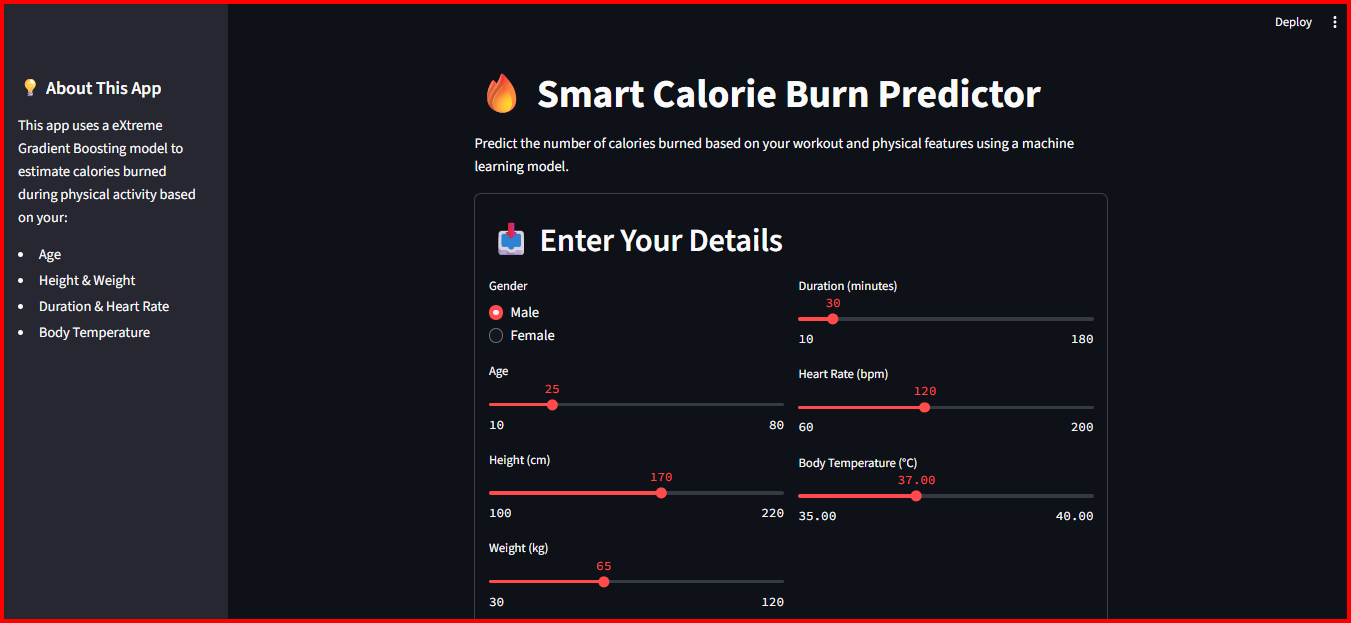 Deploy
About This App
This app uses a eXtreme
Gradient Boosting model to
estimate calories burned
during physical activity based
on your:
Age
Height & Weight
Duration & Heart Rate
Body Temperature
Smart Calorie Burn Predictor
Predict the number of calories burned based on your workout and physical features using a machine
learning model.
Enter Your Details
Gender
Male
Female
Age
25
10 80
Height (cm)
170
100 220
Weight (kg)
65
30 120
Duration (minutes)
30
10 180
Heart Rate (bpm)
120
60 200
Body Temperature (°C)
37.00
35.00 40.00